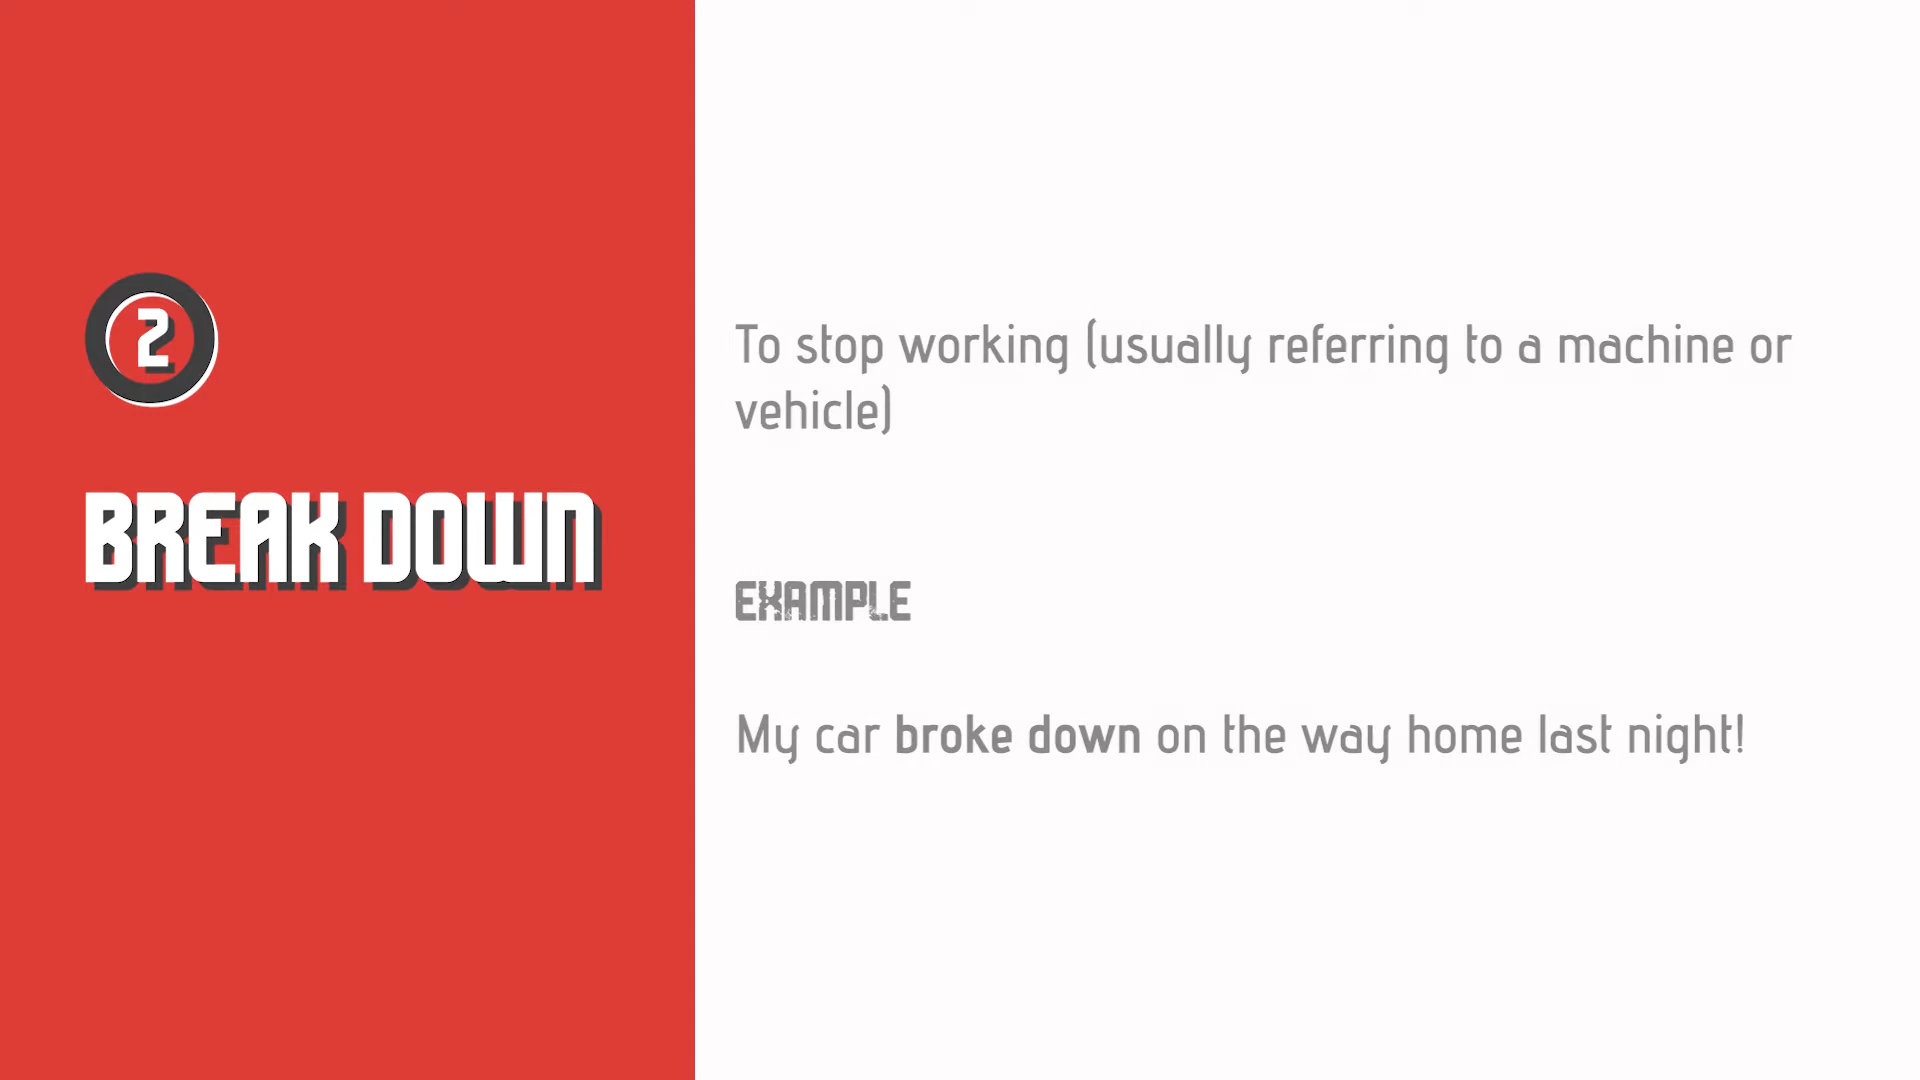 2
BREAK DOWN
To stop working (usually referring to a machine or
vehicle)
EXAMPLE
My car broke down on the way home last night!